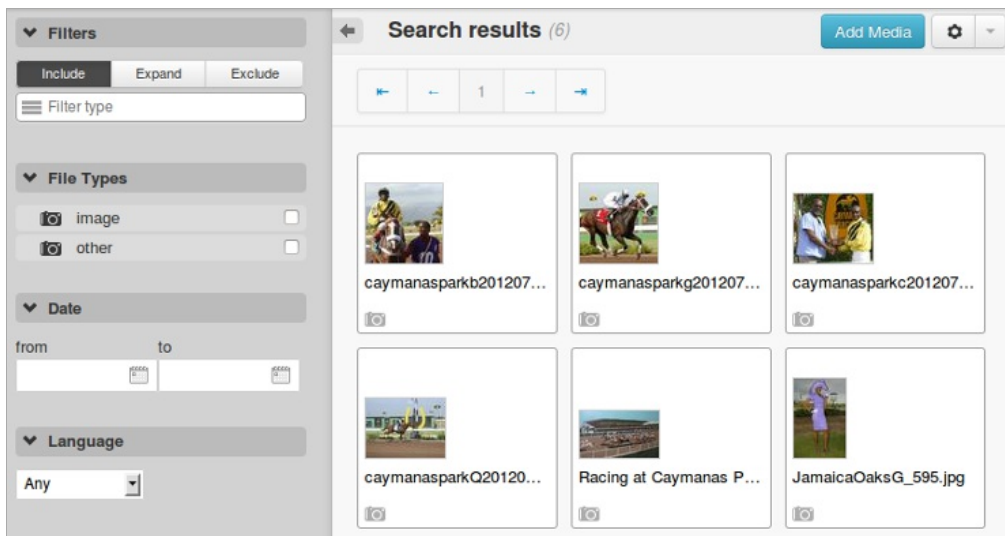 Filters
Include Expand Exclude
Filter type
File Types
image
other
Date
from to
Language
Any
Search results (6)
Add Media
1
caymanasparkb201207...
caymanasparkg201207...
caymanasparkc201207...
caymanasparkQ20120...
Racing at Caymanas P...
JamaicaOaksG_595.jpg